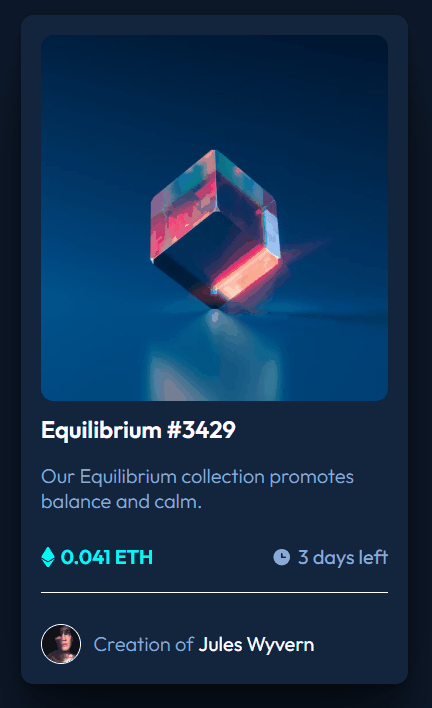 Equilibrium #3429
Our Equilibrium collection promotes
balance and calm.
0.041 ETH
3 days left
Creation of Jules Wyvern